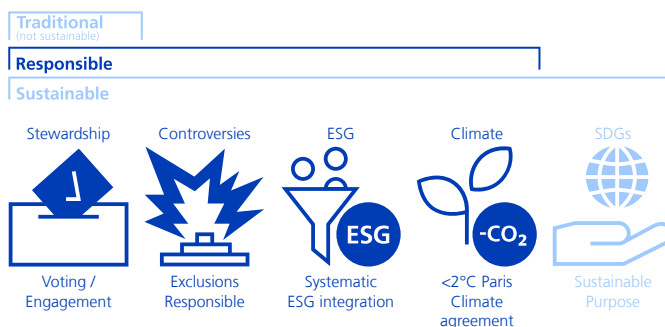 Traditional
(not sustainable)
Responsible
Sustainable
Stewardship
Controversies
ESG
Climate
SDGs
ESG
-CO₂
Voting /
Engagement
Exclusions
Responsible
Systematic
ESG integration
<2°C Paris
Climate
agreement
Sustainable
Purpose